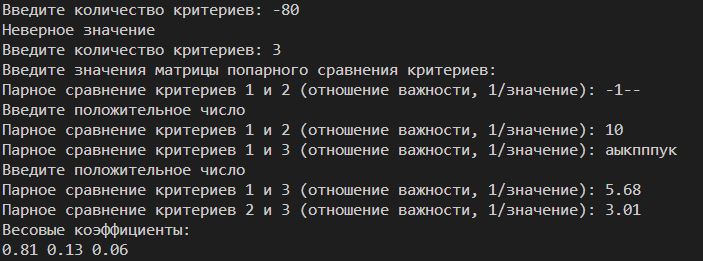 Введите количество критериев: -80
Неверное значение
Введите количество критериев: 3
Введите значения матрицы попарного сравнения критериев:
Парное сравнение критериев 1 и 2 (отношение важности, 1/значение): -1--
Введите положительное число
Парное сравнение критериев 1 и 2 (отношение важности, 1/значение): 10
Парное сравнение критериев 1 и 3 (отношение важности, 1/значение): аыкпппук
Введите положительное число
Парное сравнение критериев 1 и 3 (отношение важности, 1/значение): 5.68
Парное сравнение критериев 2 и 3 (отношение важности, 1/значение): 3.01
Весовые коэффициенты:
0.81 0.13 0.06